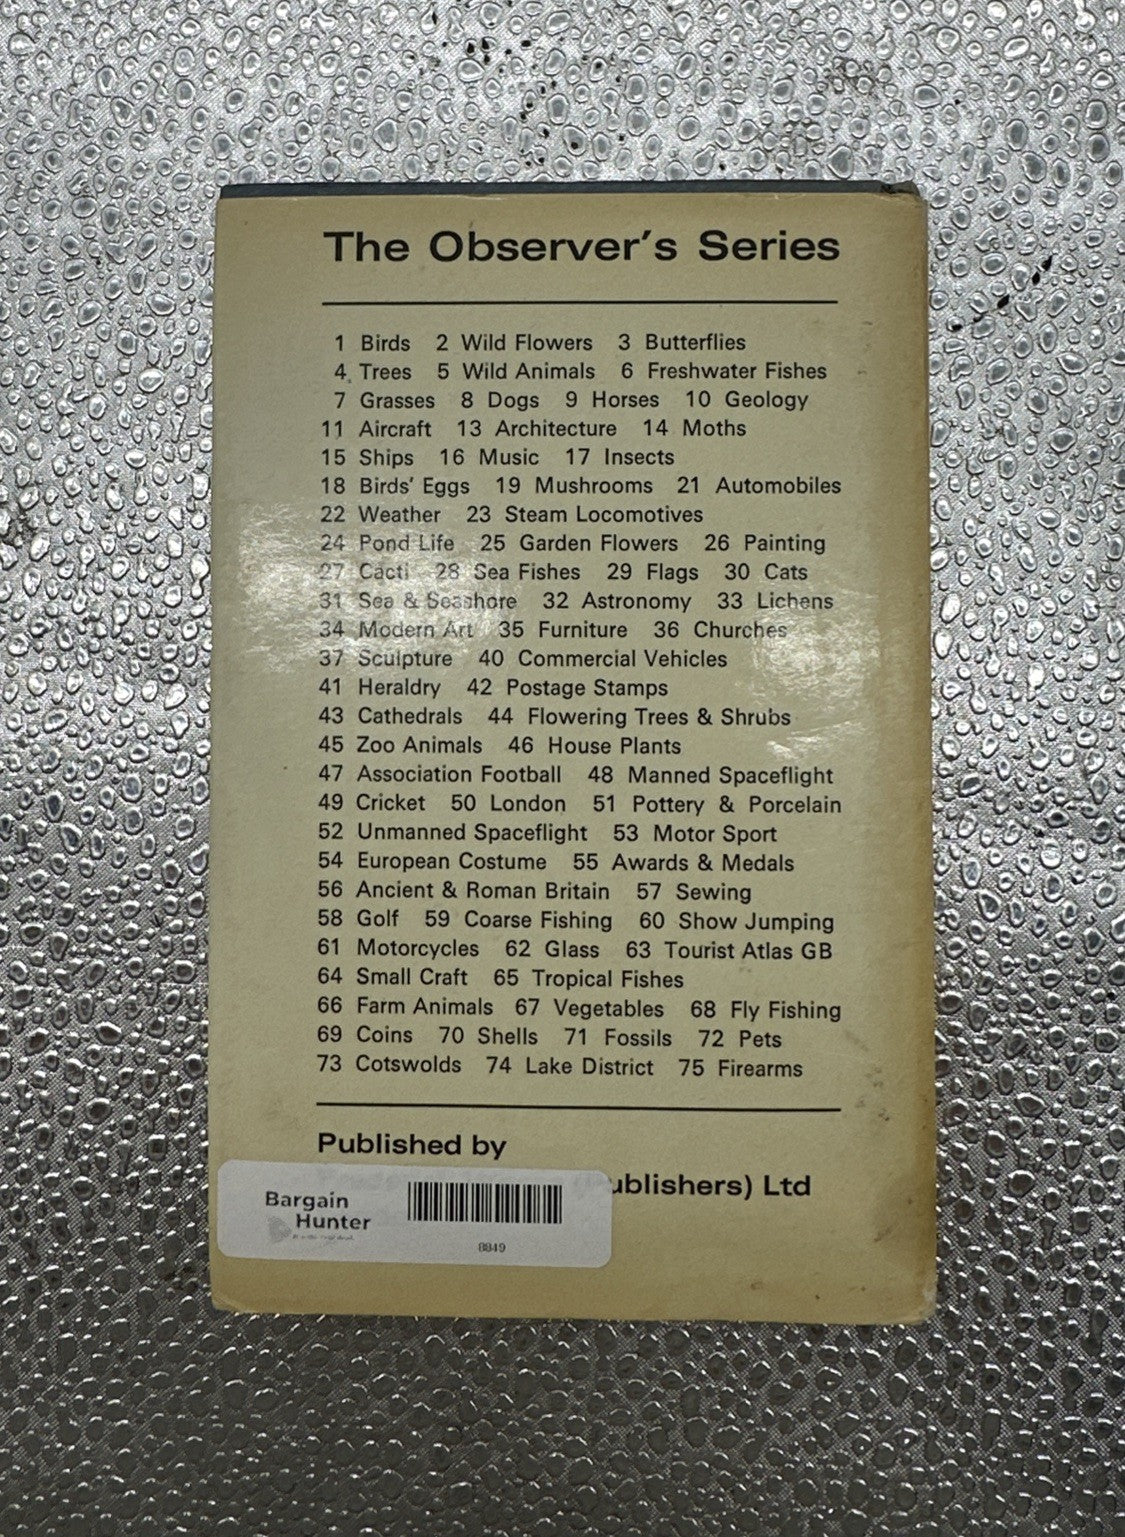 The Observer's Series
1 Birds 2 Wild Flowers 3 Butterflies
4 Trees 5 Wild Animals 6 Freshwater Fishes
7 Grasses 8 Dogs 9 Horses 10 Geology
11 Aircraft 13 Architecture 14 Moths
15 Ships 16 Music 17 Insects
18 Birds' Eggs 19 Mushrooms 21 Automobiles
22 Weather 23 Steam Locomotives
24 Pond Life 25 Garden Flowers 26 Painting
27 Cacti 28 Sea Fishes 29 Flags 30 Cats
31 Sea & Seashore 32 Astronomy 33 Lichens
34 Modern Art 35 Furniture 36 Churches
37 Sculpture 40 Commercial Vehicles
41 Heraldry 42 Postage Stamps
43 Cathedrals 44 Flowering Trees & Shrubs
45 Zoo Animals 46 House Plants
47 Association Football 48 Manned Spaceflight
49 Cricket 50 London 51 Pottery & Porcelain
52 Unmanned Spaceflight 53 Motor Sport
54 European Costume 55 Awards & Medals
56 Ancient & Roman Britain 57 Sewing
58 Golf 59 Coarse Fishing 60 Show Jumping
61 Motorcycles 62 Glass 63 Tourist Atlas GB
64 Small Craft 65 Tropical Fishes
66 Farm Animals 67 Vegetables 68 Fly Fishing
69 Coins 70 Shells 71 Fossils 72 Pets
73 Cotswolds 74 Lake District 75 Firearms
Published by
ublishers) Ltd
Bargain
Hunter
8849